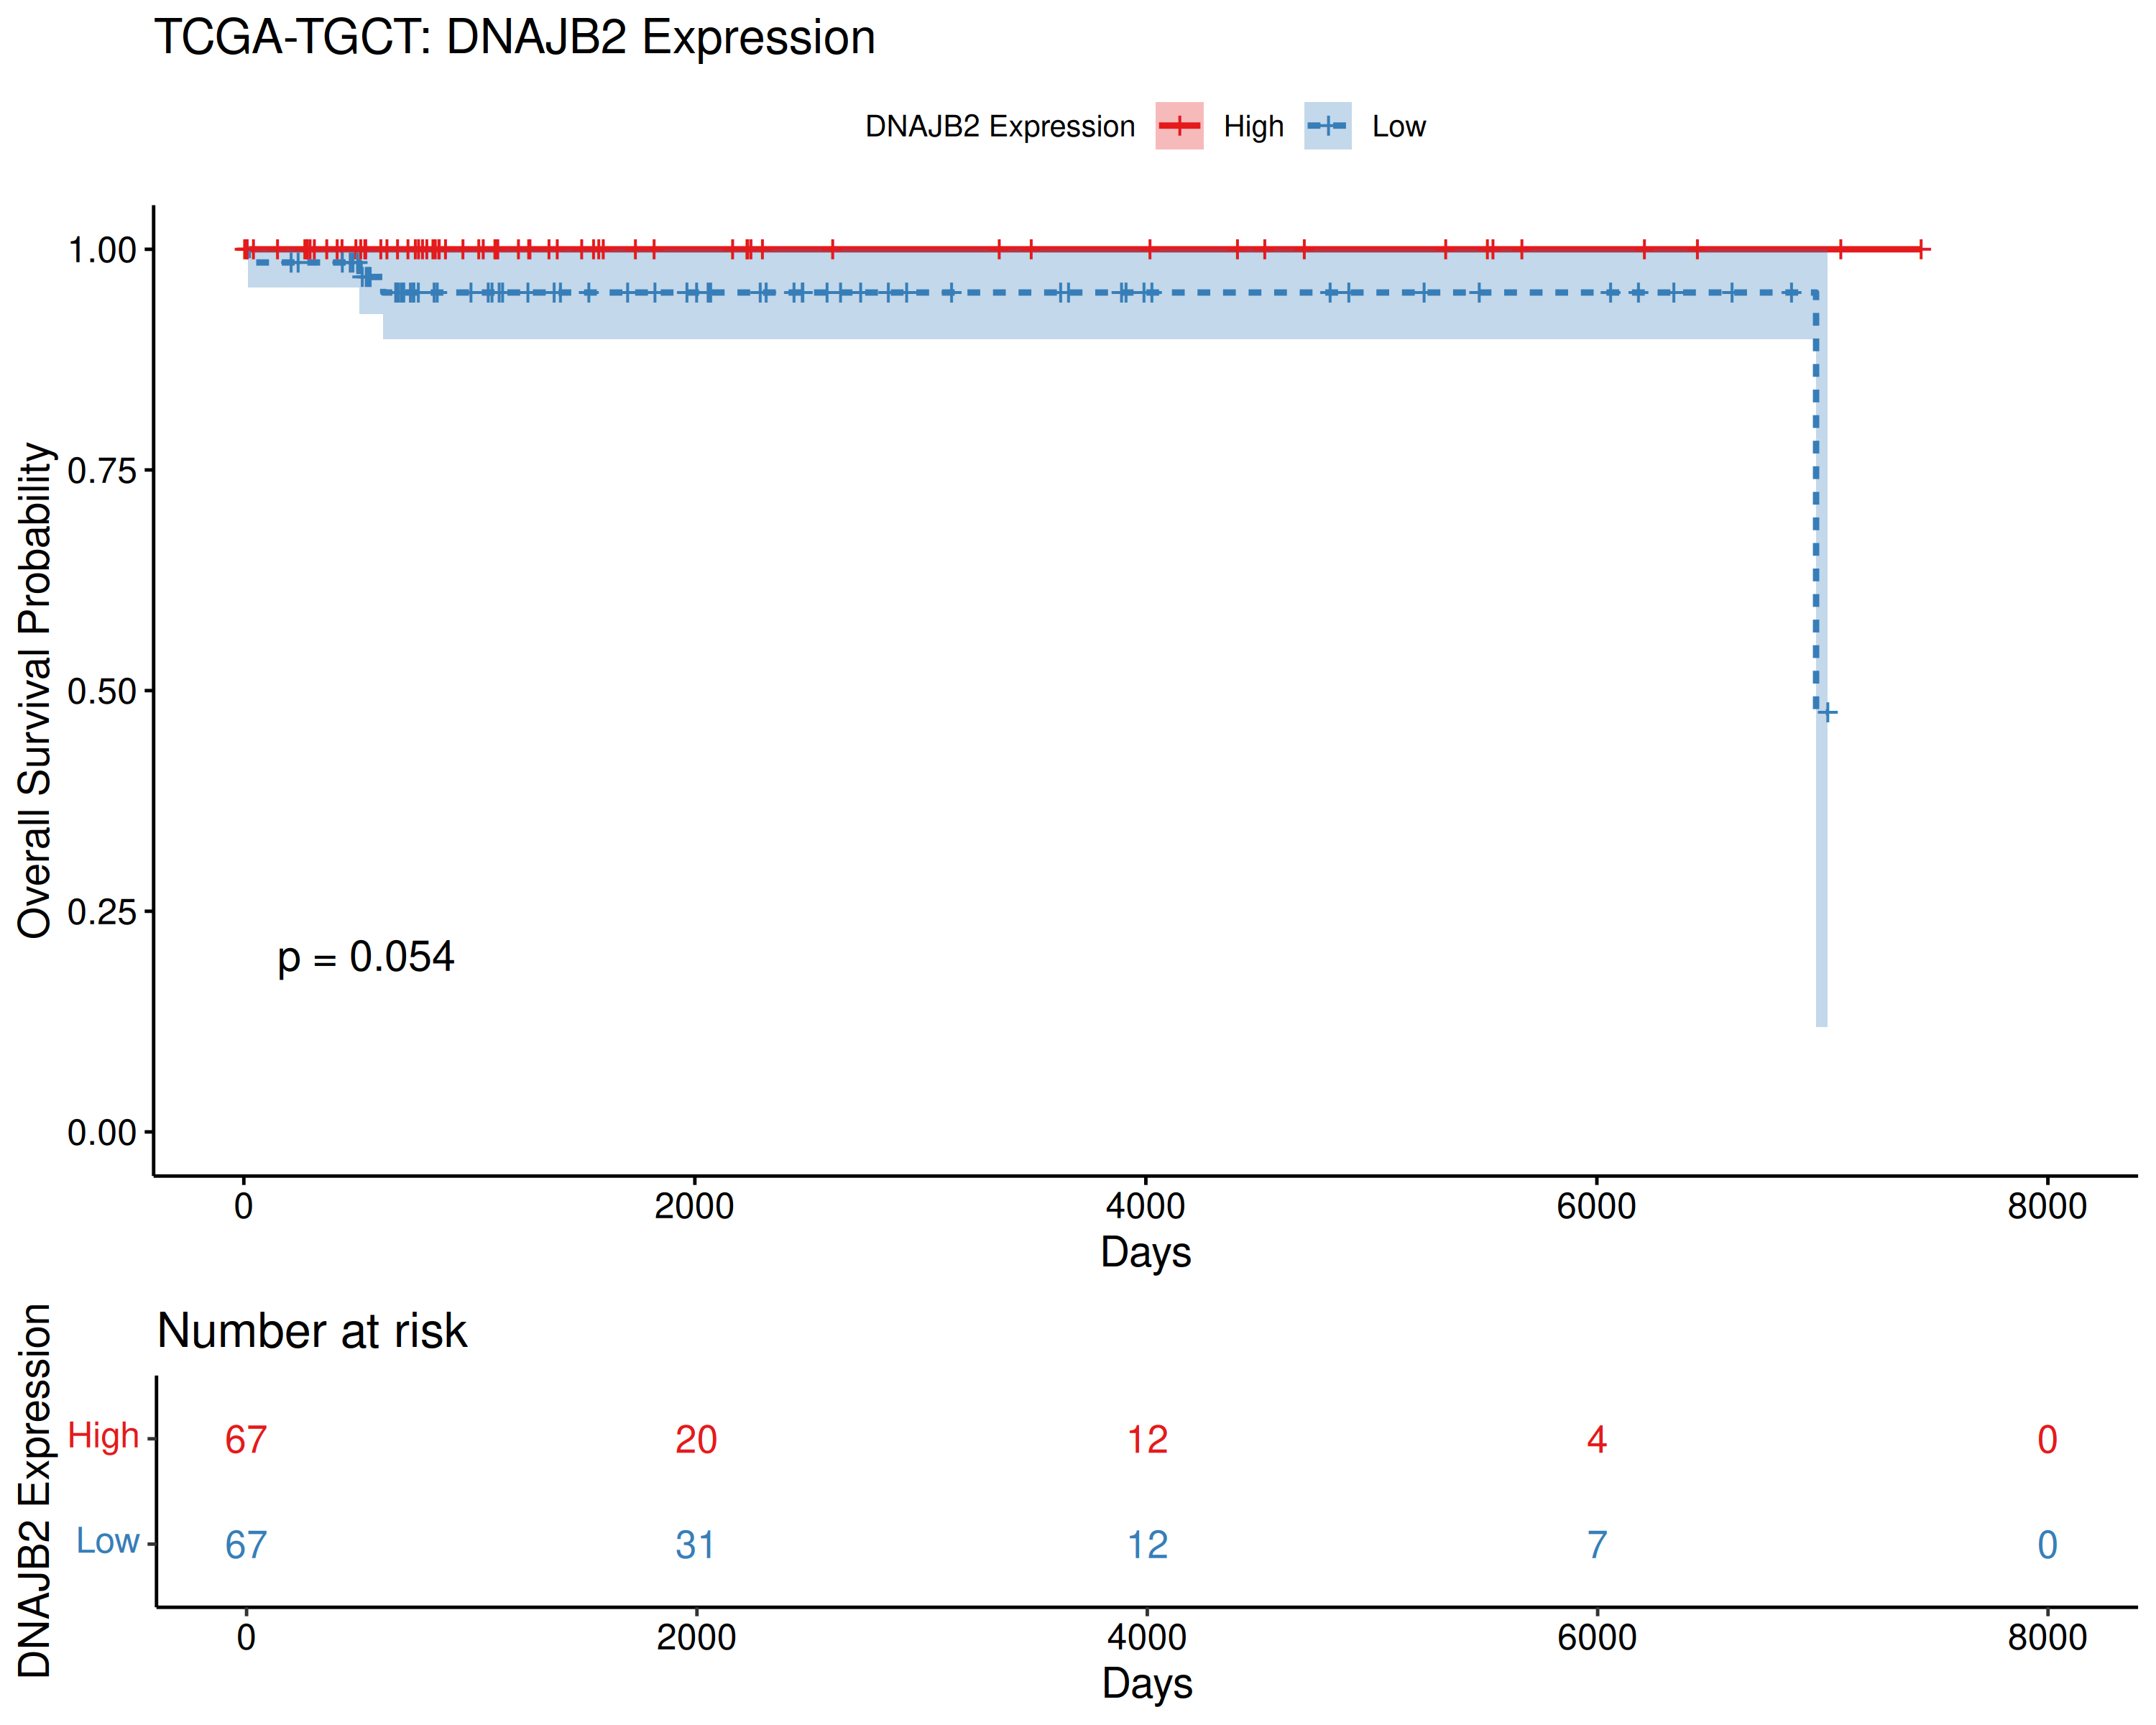 TCGA-TGCT: DNAJB2 Expression
DNAJB2 Expression High Low
Overall Survival Probability
1.00
0.75
0.50
0.25
0.00
p = 0.054
0 2000 4000 6000 8000
Days
Number at risk
DNAJB2 Expression
High 67 20 12 4 0
Low 67 31 12 7 0
0 2000 4000 6000 8000
Days